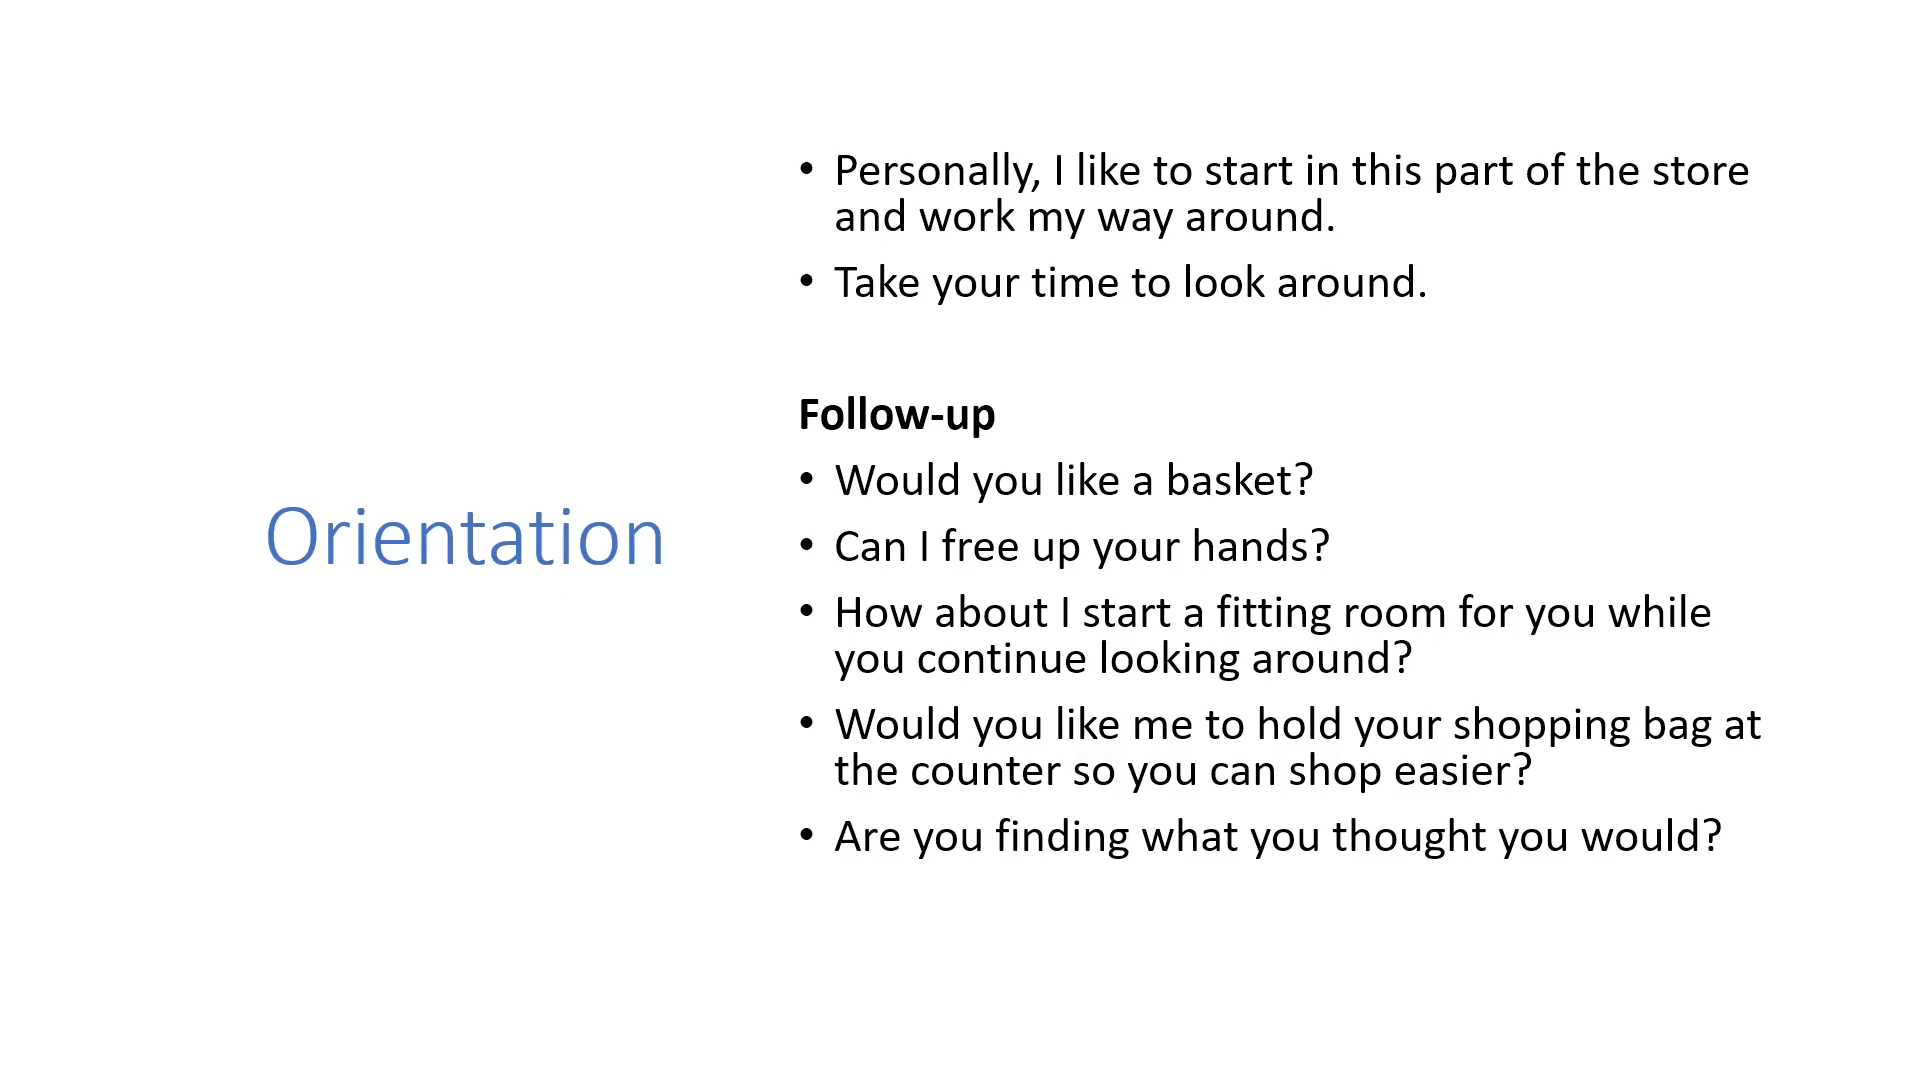 Orientation
• Personally, I like to start in this part of the store
and work my way around.
• Take your time to look around.
Follow-up
• Would you like a basket?
• Can I free up your hands?
• How about I start a fitting room for you while
you continue looking around?
• Would you like me to hold your shopping bag at
the counter so you can shop easier?
• Are you finding what you thought you would?